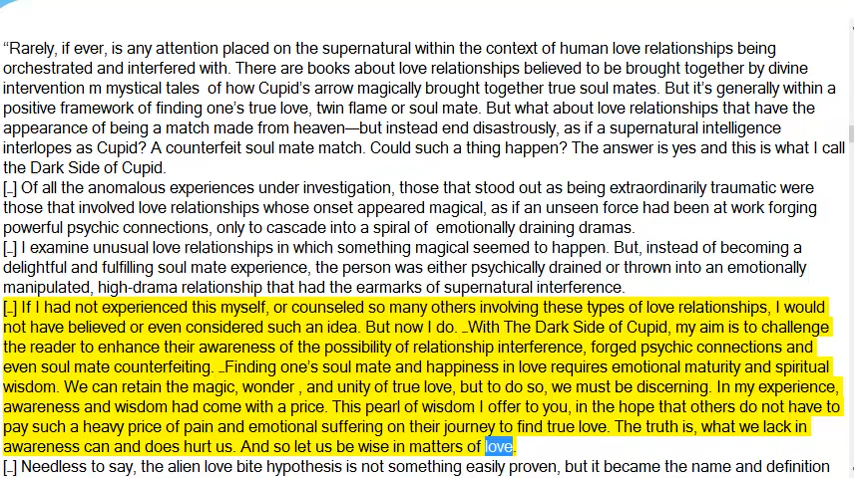 “Rarely, if ever, is any attention placed on the supernatural within the context of human love relationships being
orchestrated and interfered with. There are books about love relationships believed to be brought together by divine
intervention m mystical tales  of how Cupid’s arrow magically brought together true soul mates. But it’s generally within a
positive framework of finding one’s true love, twin flame or soul mate. But what about love relationships that have the
appearance of being a match made from heaven—but instead end disastrously, as if a supernatural intelligence
interlopes as Cupid? A counterfeit soul mate match. Could such a thing happen? The answer is yes and this is what I call
the Dark Side of Cupid.
[..] Of all the anomalous experiences under investigation, those that stood out as being extraordinarily traumatic were
those that involved love relationships whose onset appeared magical, as if an unseen force had been at work forging
powerful psychic connections, only to cascade into a spiral of  emotionally draining dramas.
[..] I examine unusual love relationships in which something magical seemed to happen. But, instead of becoming a
delightful and fulfilling soul mate experience, the person was either psychically drained or thrown into an emotionally
manipulated, high-drama relationship that had the earmarks of supernatural interference.
[..] If I had not experienced this myself, or counseled so many others involving these types of love relationships, I would
not have believed or even considered such an idea. But now I do. ..With The Dark Side of Cupid, my aim is to challenge
the reader to enhance their awareness of the possibility of relationship interference, forged psychic connections and
even soul mate counterfeiting. ..Finding one’s soul mate and happiness in love requires emotional maturity and spiritual
wisdom. We can retain the magic, wonder , and unity of true love, but to do so, we must be discerning. In my experience,
awareness and wisdom had come with a price. This pearl of wisdom I offer to you, in the hope that others do not have to
pay such a heavy price of pain and emotional suffering on their journey to find true love. The truth is, what we lack in
awareness can and does hurt us. And so let us be wise in matters of love.
[..] Needless to say, the alien love bite hypothesis is not something easily proven, but it became the name and definition